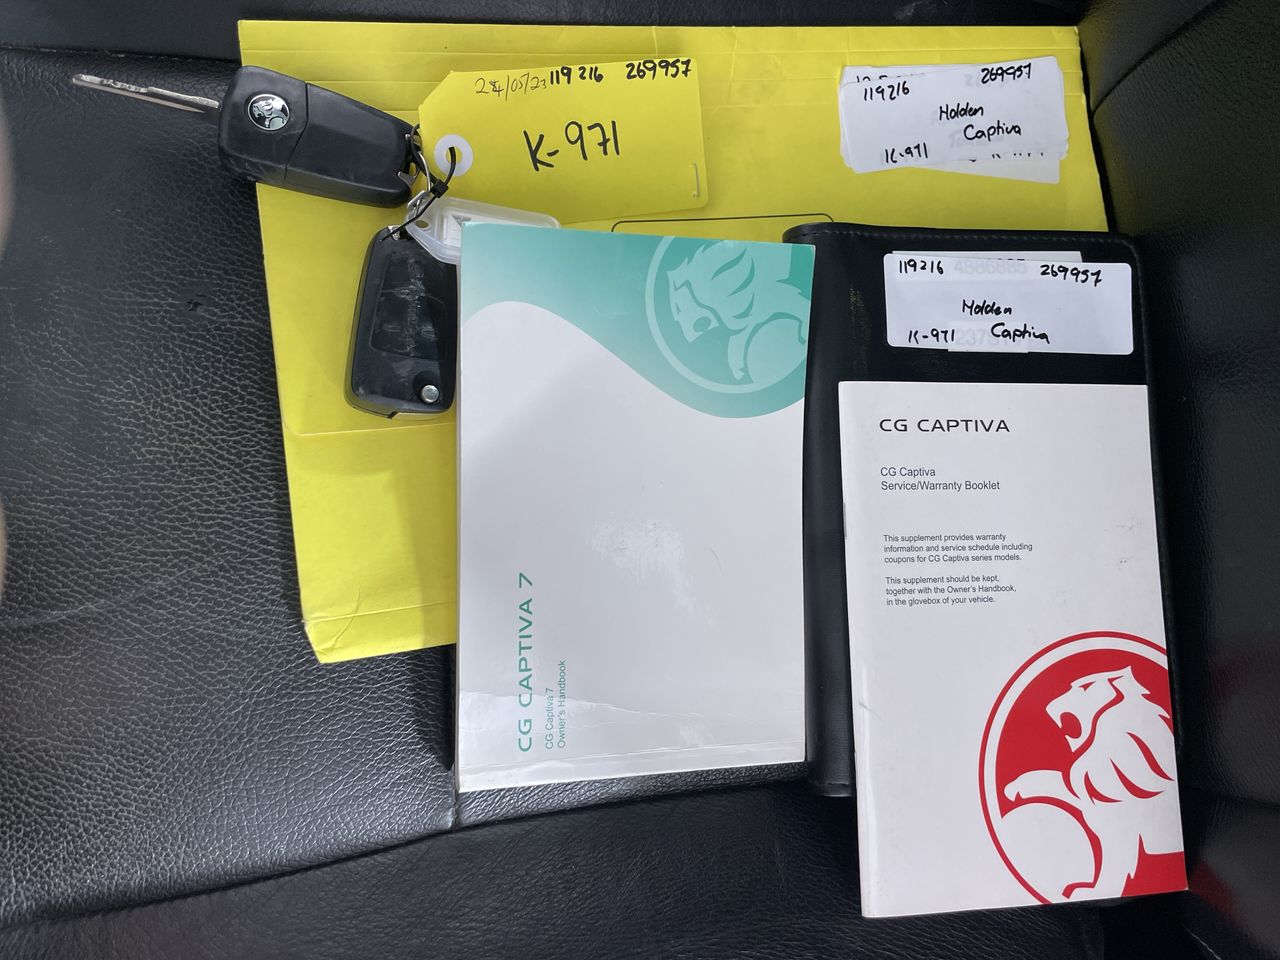 24/05/23 119216 269957
K-971
119216 269957
Holden
Captiva
K-971
119216 269957
Holden
K-971 Captiva
CG CAPTIVA 7
CG Captiva 7
Owner's Handbook
CG CAPTIVA
CG Captiva
Service/Warranty Booklet
This supplement provides warranty
information and service schedule including
coupons for CG Captiva series models.
This supplement should be kept,
together with the Owner's Handbook,
in the glovebox of your vehicle.